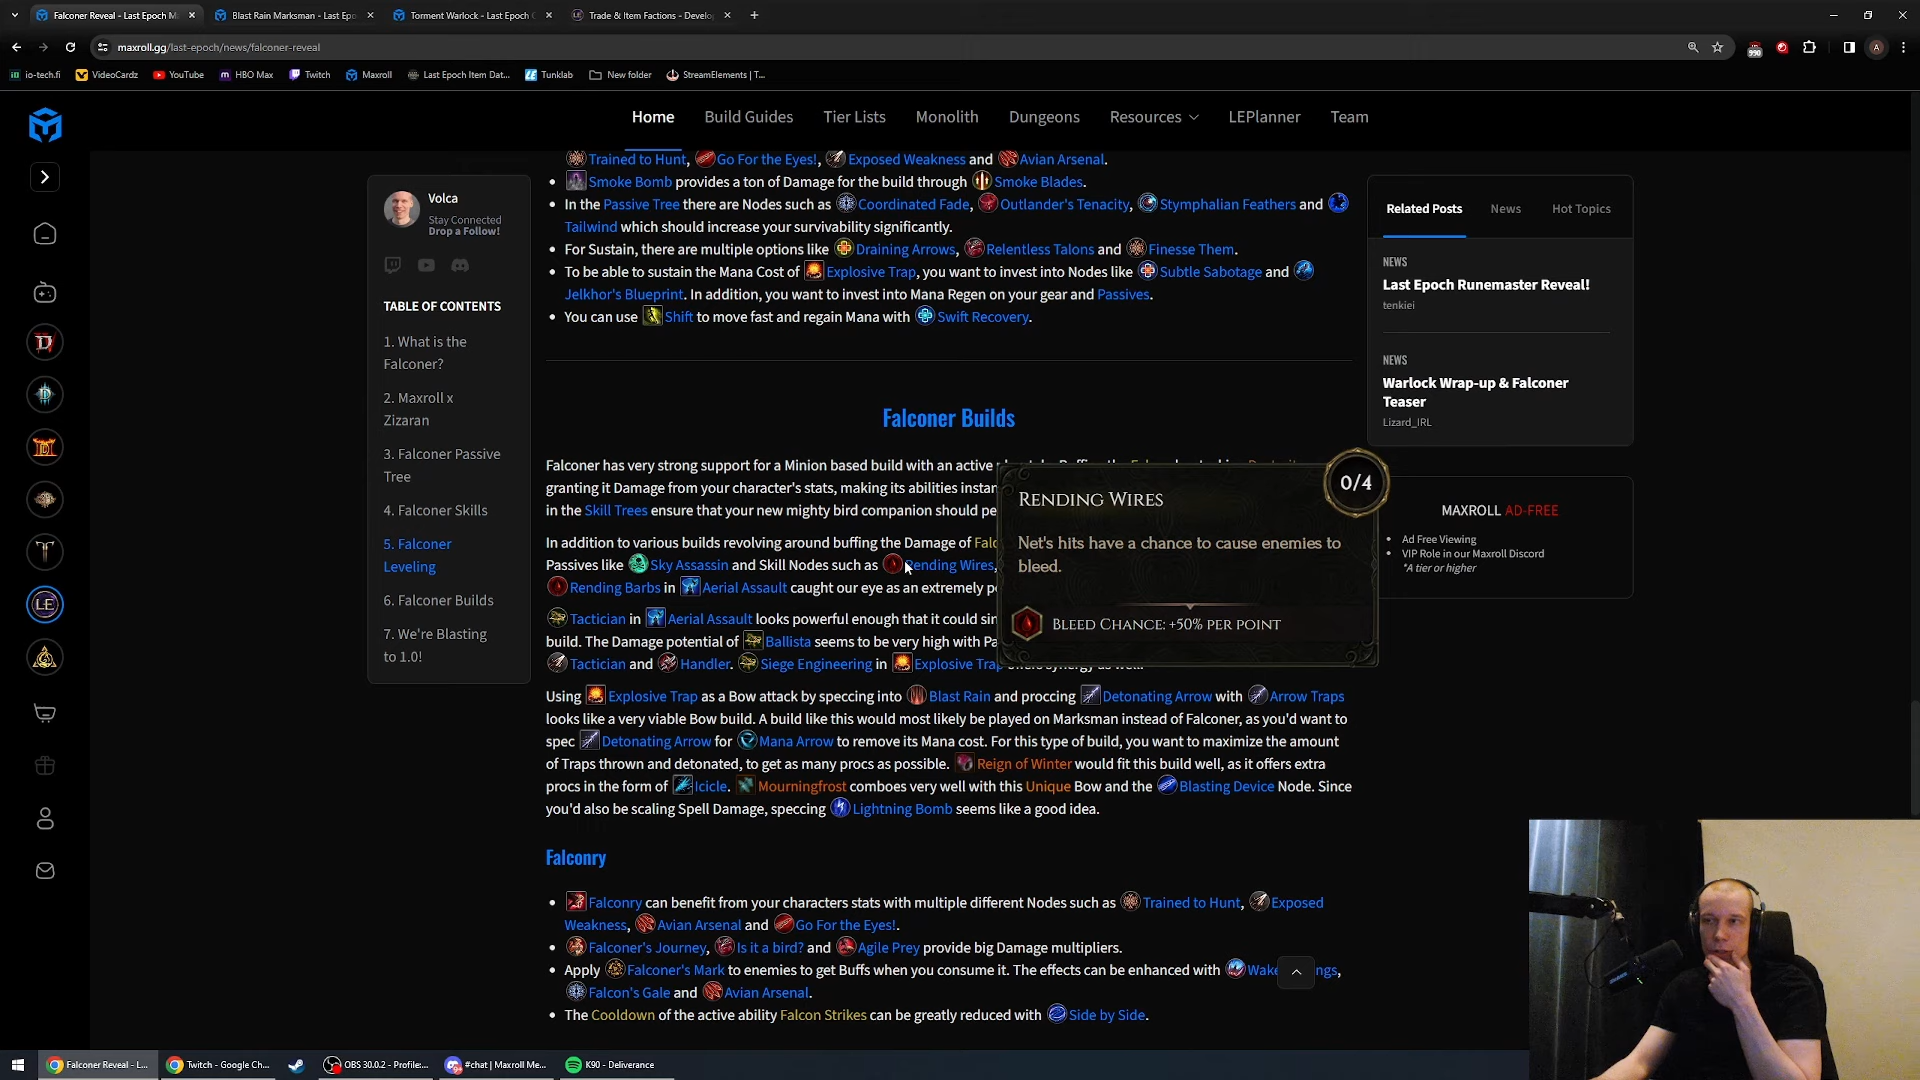 Falconer Reveal - Last Epoch M
Blast Rain Marksman - Last Epo
Torment Warlock - Last Epoch
Trade & Item Factions - Develo
maxroll.gg/last-epoch/news/falconer-reveal
990
A
io-tech.fi
VideoCardz
YouTube
HBO Max
Twitch
Maxroll
Last Epoch Item Dat...
Tunklab
New folder
StreamElements | T...
Home
Build Guides
Tier Lists
Monolith
Dungeons
Resources
LEPlanner
Team
Volca
Stay Connected
Drop a Follow!
TABLE OF CONTENTS
1. What is the
Falconer?
2. Maxroll x
Zizaran
3. Falconer Passive
Tree
4. Falconer Skills
5. Falconer
Leveling
6. Falconer Builds
7. We're Blasting
to 1.0!
LE
Trained to Hunt, Go For the Eyes!, Exposed Weakness and Avian Arsenal.
• Smoke Bomb provides a ton of Damage for the build through Smoke Blades.
• In the Passive Tree there are Nodes such as Coordinated Fade, Outlander's Tenacity, Stymphalian Feathers and
Tailwind which should increase your survivability significantly.
• For Sustain, there are multiple options like Draining Arrows, Relentless Talons and Finesse Them.
• To be able to sustain the Mana Cost of Explosive Trap, you want to invest into Nodes like Subtle Sabotage and
Jelkhor's Blueprint. In addition, you want to invest into Mana Regen on your gear and Passives.
• You can use Shift to move fast and regain Mana with Swift Recovery.
Falconer Builds
Falconer has very strong support for a Minion based build with an active
granting it Damage from your character's stats, making its abilities instan
in the Skill Trees ensure that your new mighty bird companion should pe
In addition to various builds revolving around buffing the Damage of Falc
Passives like Sky Assassin and Skill Nodes such as Rending Wires,
Rending Barbs in Aerial Assault caught our eye as an extremely p
Tactician in Aerial Assault looks powerful enough that it could sin
build. The Damage potential of Ballista seems to be very high with Pa
Tactician and Handler. Siege Engineering in Explosive Trap
RENDING WIRES
0/4
Net's hits have a chance to cause enemies to
bleed.
BLEED CHANCE: +50% PER POINT
Using Explosive Trap as a Bow attack by speccing into Blast Rain and proccing Detonating Arrow with Arrow Traps
looks like a very viable Bow build. A build like this would most likely be played on Marksman instead of Falconer, as you'd want to
spec Detonating Arrow for Mana Arrow to remove its Mana cost. For this type of build, you want to maximize the amount
of Traps thrown and detonated, to get as many procs as possible. Reign of Winter would fit this build well, as it offers extra
procs in the form of Icicle. Mourningfrost comboes very well with this Unique Bow and the Blasting Device Node. Since
you'd also be scaling Spell Damage, speccing Lightning Bomb seems like a good idea.
Falconry
• Falconry can benefit from your characters stats with multiple different Nodes such as Trained to Hunt, Exposed
Weakness, Avian Arsenal and Go For the Eyes!.
• Falconer's Journey, Is it a bird? and Agile Prey provide big Damage multipliers.
• Apply Falconer's Mark to enemies to get Buffs when you consume it. The effects can be enhanced with Wake ngs,
Falcon's Gale and Avian Arsenal.
• The Cooldown of the active ability Falcon Strikes can be greatly reduced with Side by Side.
Related Posts
News
Hot Topics
NEWS
Last Epoch Runemaster Reveal!
tenkiei
NEWS
Warlock Wrap-up & Falconer
Teaser
Lizard_IRL
MAXROLL AD-FREE
• Ad Free Viewing
• VIP Role in our Maxroll Discord
*A tier or higher
Falconer Reveal - L...
Twitch - Google Ch...
OBS 30.0.2 - Profile:...
#chat | Maxroll Me...
K90 - Deliverance